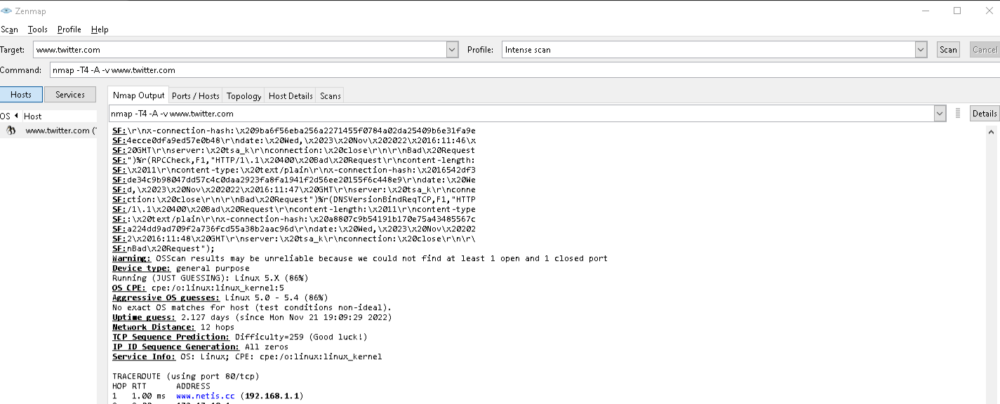 Zenmap
Scan Tools Profile Help
Target: www.twitter.com Profile: Intense scan Scan Cancel
Command: nmap -T4 -A -v www.twitter.com
Hosts Services Nmap Output Ports / Hosts Topology Host Details Scans
OS Host nmap -T4 -A -v www.twitter.com Details
www.twitter.com (
SF:\r\nx-connection-hash:\x209ba6f56eba256a2271455f0784a02da25409b6e31fa9e
SF:4ecce0dfa9ed57e0b48\r\ndate:\x20Wed,\x2023\x20Nov\x202022\x2016:11:46\x
SF:20GMT\r\nserver:\x20tsa_k\r\nconnection:\x20close\r\n\r\nBad\x20Request
SF:")%r(RPCCheck,F1,"HTTP/1\.1\x20400\x20Bad\x20Request\r\ncontent-length:
SF:\x2011\r\ncontent-type:\x20text/plain\r\nx-connection-hash:\x2016542df3
SF:de34c9b98047dd57c4c0daa2923fa8fa1941f2d56ee20155f6c448e9\r\ndate:\x20We
SF:d,\x2023\x20Nov\x202022\x2016:11:47\x20GMT\r\nserver:\x20tsa_k\r\nconne
SF:ction:\x20close\r\n\r\nBad\x20Request")%r(DNSVersionBindReqTCP,F1,"HTTP
SF:/1\.1\x20400\x20Bad\x20Request\r\ncontent-length:\x2011\r\ncontent-type
SF::\x20text/plain\r\nx-connection-hash:\x20a8807c9b54191b170e75a43485567c
SF:a224dd9ad709f2a736fcd55a38b2aac96d\r\ndate:\x20Wed,\x2023\x20Nov\x20202
SF:2\x2016:11:48\x20GMT\r\nserver:\x20tsa_k\r\nconnection:\x20close\r\n\r\
SF:nBad\x20Request");
Warning: OSScan results may be unreliable because we could not find at least 1 open and 1 closed port
Device type: general purpose
Running (JUST GUESSING): Linux 5.X (86%)
OS CPE: cpe:/o:linux:linux_kernel:5
Aggressive OS guesses: Linux 5.0 - 5.4 (86%)
No exact OS matches for host (test conditions non-ideal).
Uptime guess: 2.127 days (since Mon Nov 21 19:09:29 2022)
Network Distance: 12 hops
TCP Sequence Prediction: Difficulty=259 (Good luck!)
IP ID Sequence Generation: All zeros
Service Info: OS: Linux; CPE: cpe:/o:linux:linux_kernel
TRACEROUTE (using port 80/tcp)
HOP RTT ADDRESS
1 1.00 ms www.netis.cc (192.168.1.1)